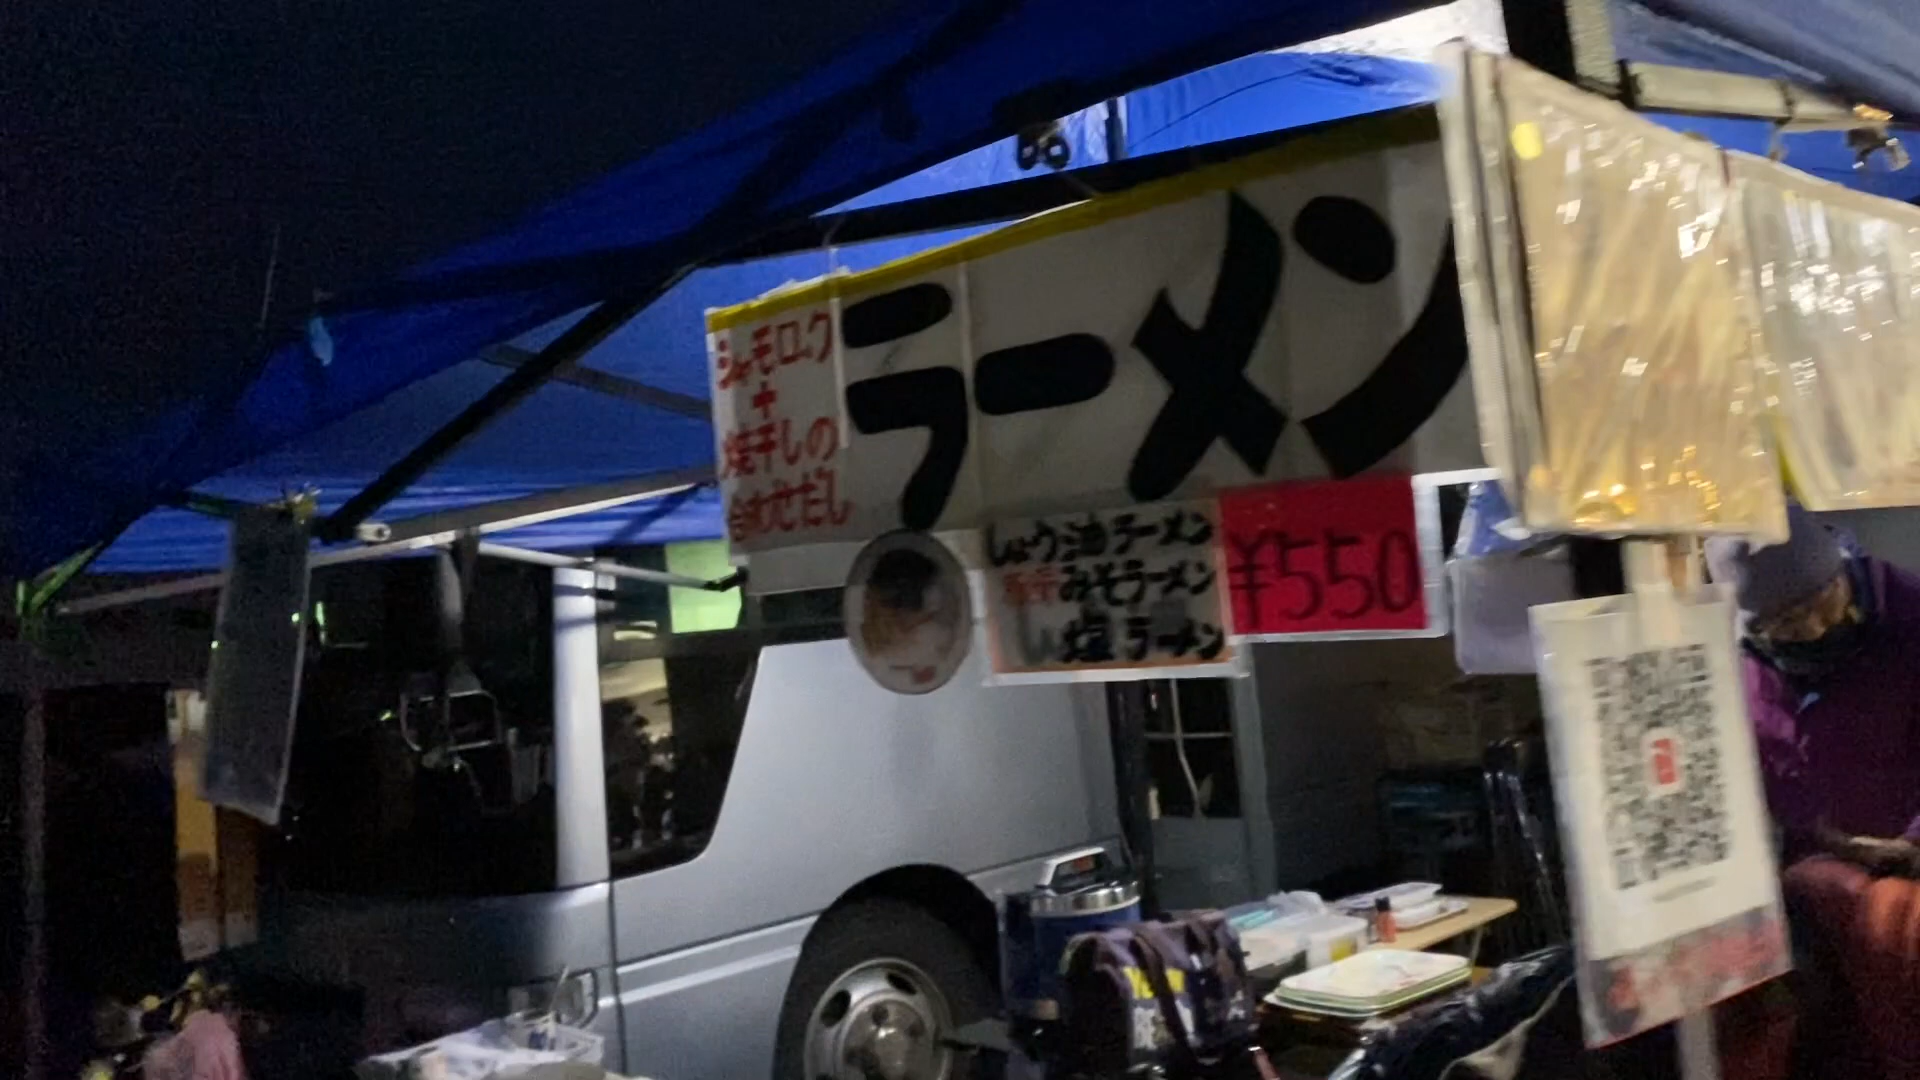 シャモロック
+
焼干しの
合わせだし
ラーメン
しょう油ラーメン
みそラーメン
塩ラーメン
¥550